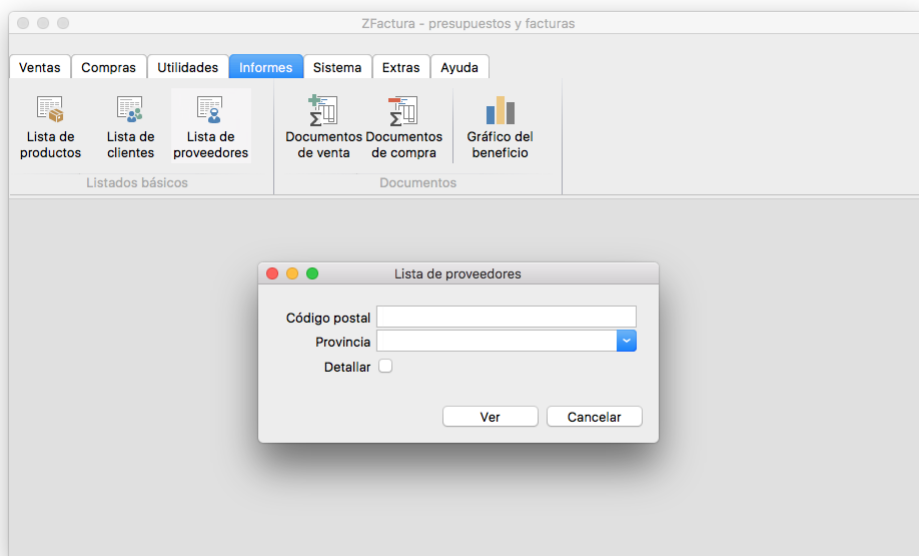 ZFactura - presupuestos y facturas
Ventas Compras Utilidades Informes Sistema Extras Ayuda
Lista de productos
Lista de clientes
Lista de proveedores
Documentos de venta
Documentos de compra
Gráfico del beneficio
Listados básicos
Documentos
Lista de proveedores
Código postal
Provincia
Detallar
Ver Cancelar